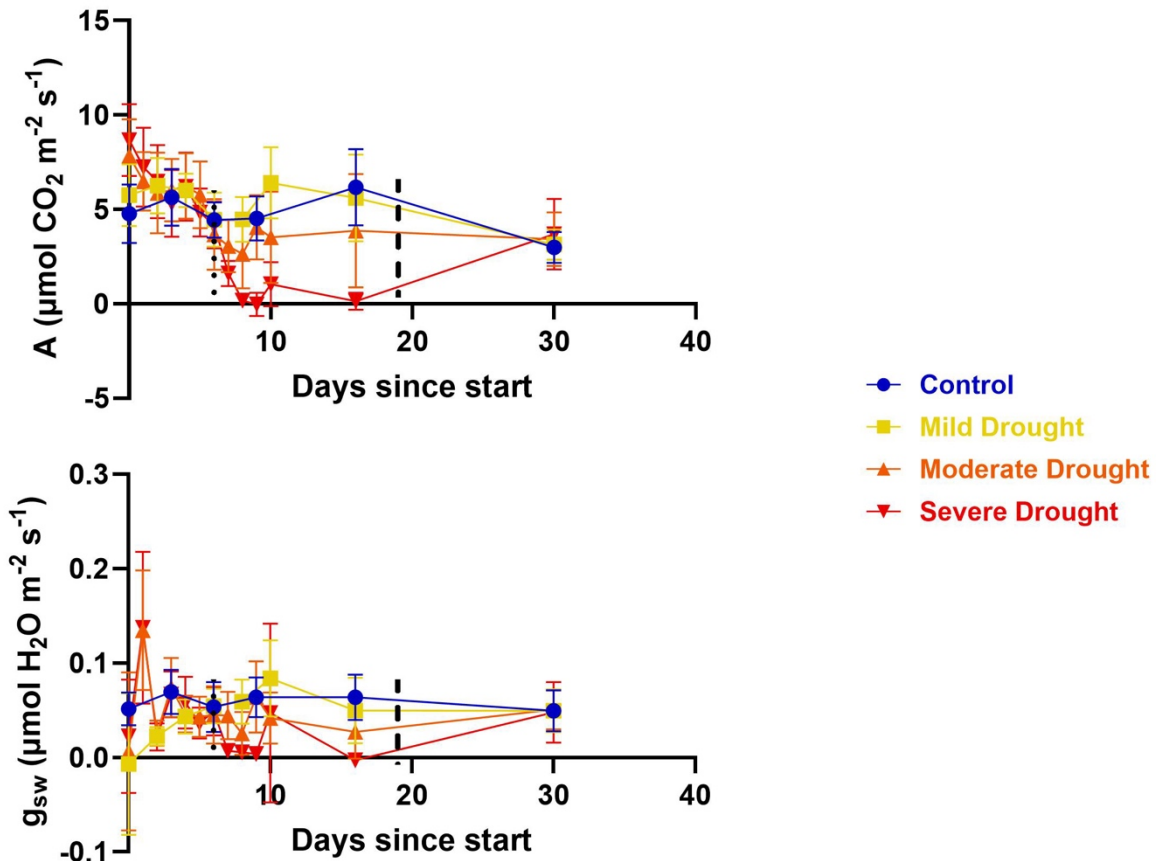 15
10
5
0
-5
A (µmol CO₂ m⁻² s⁻¹)
10
20
30
40
Days since start
Control
Mild Drought
Moderate Drought
Severe Drought
0.3
0.2
0.1
0.0
-0.1
gsw (µmol H₂O m⁻² s⁻¹)
10
20
30
40
Days since start